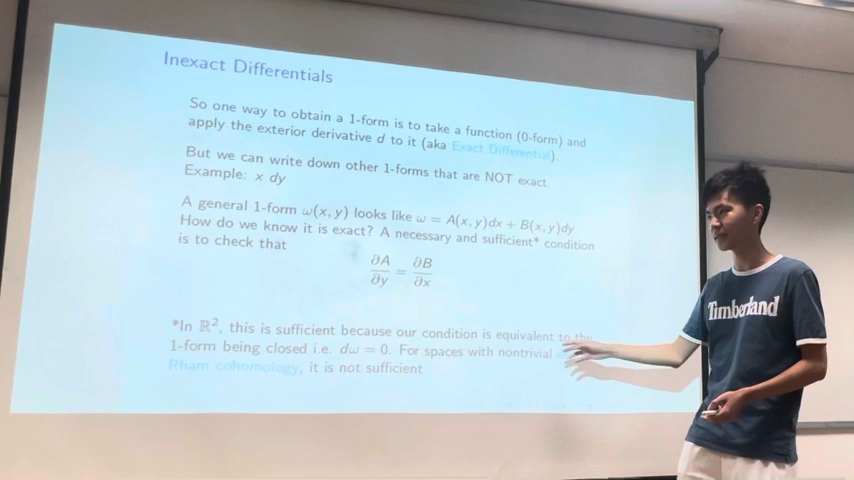 Inexact Differentials
So one way to obtain a 1-form is to take a function (0-form) and
apply the exterior derivative d to it (aka Exact Differential).
But we can write down other 1-forms that are NOT exact.
Example: x dy
A general 1-form ω(x, y) looks like ω = A(x, y)dx + B(x, y)dy
How do we know it is exact? A necessary and sufficient* condition
is to check that
∂A/∂y = ∂B/∂x
*In ℝ², this is sufficient because our condition is equivalent to the
1-form being closed i.e. dω = 0. For spaces with nontrivial
Rham cohomology, it is not sufficient
Timberland